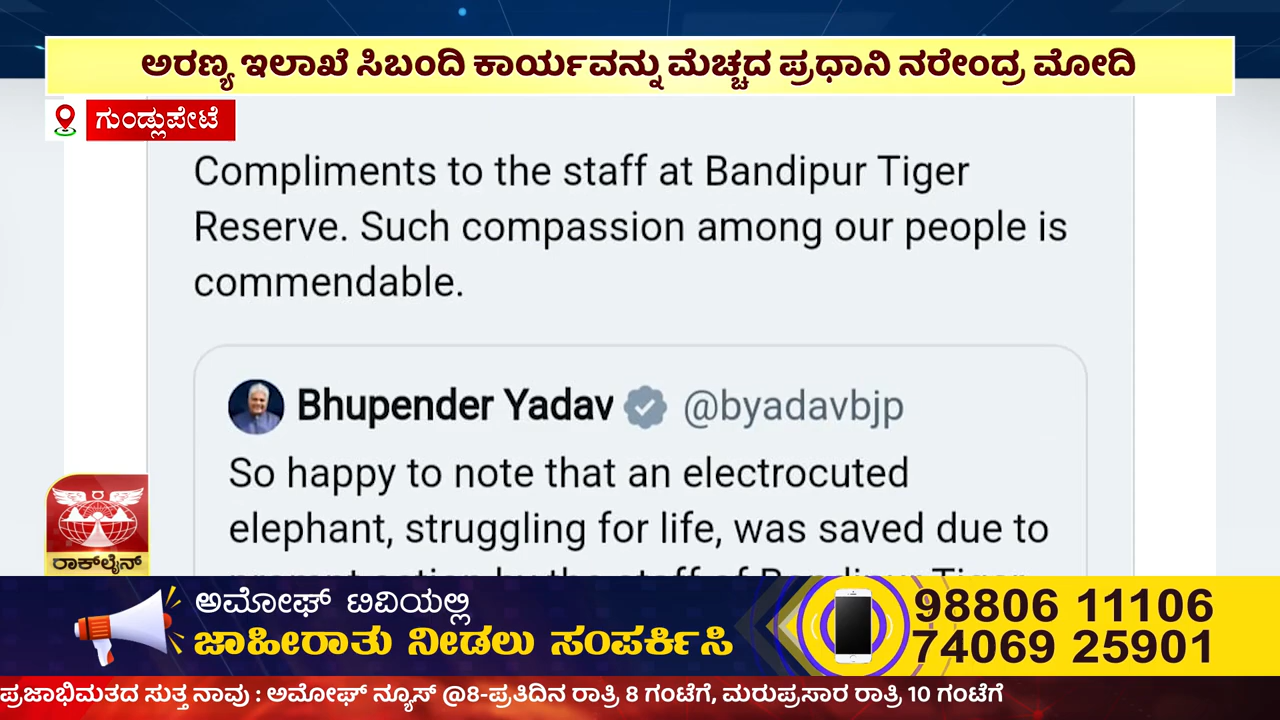 ಅರಣ್ಯ ಇಲಾಖೆ ಸಿಬಂದಿ ಕಾರ್ಯವನ್ನು ಮೆಚ್ಚದ ಪ್ರಧಾನಿ ನರೇಂದ್ರ ಮೋದಿ
ಗುಂಡ್ಲುಪೇಟೆ
Compliments to the staff at Bandipur Tiger
Reserve. Such compassion among our people is
commendable.
Bhupender Yadav @byadavbjp
So happy to note that an electrocuted
elephant, struggling for life, was saved due to
ರಾಕ್‌ಲೈನ್
ಅಮೋಘ್ ಟಿವಿಯಲ್ಲಿ
ಜಾಹೀರಾತು ನೀಡಲು ಸಂಪರ್ಕಿಸಿ
98806 11106
74069 25901
ಪ್ರಜಾಭಿಮತದ ಸುತ್ತ ನಾವು : ಅಮೋಘ್ ನ್ಯೂಸ್ @8-ಪ್ರತಿದಿನ ರಾತ್ರಿ 8 ಗಂಟೆಗೆ, ಮರುಪ್ರಸಾರ ರಾತ್ರಿ 10 ಗಂಟೆಗೆ